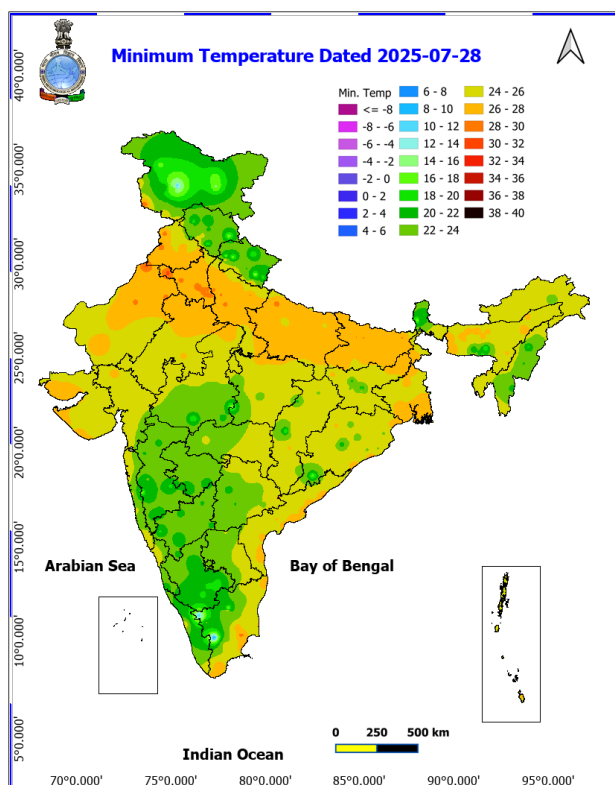 Minimum Temperature Dated 2025-07-28
Min. Temp
<= -8
-8 - -6
-6 - -4
-4 - -2
-2 - 0
0 - 2
2 - 4
4 - 6
6 - 8
8 - 10
10 - 12
12 - 14
14 - 16
16 - 18
18 - 20
20 - 22
22 - 24
24 - 26
26 - 28
28 - 30
30 - 32
32 - 34
34 - 36
36 - 38
38 - 40
40°0.000'
35°0.000'
30°0.000'
25°0.000'
20°0.000'
15°0.000'
10°0.000'
5°0.000'
Arabian Sea
Bay of Bengal
Indian Ocean
0 250 500 km
70°0.000' 75°0.000' 80°0.000' 85°0.000' 90°0.000' 95°0.000'